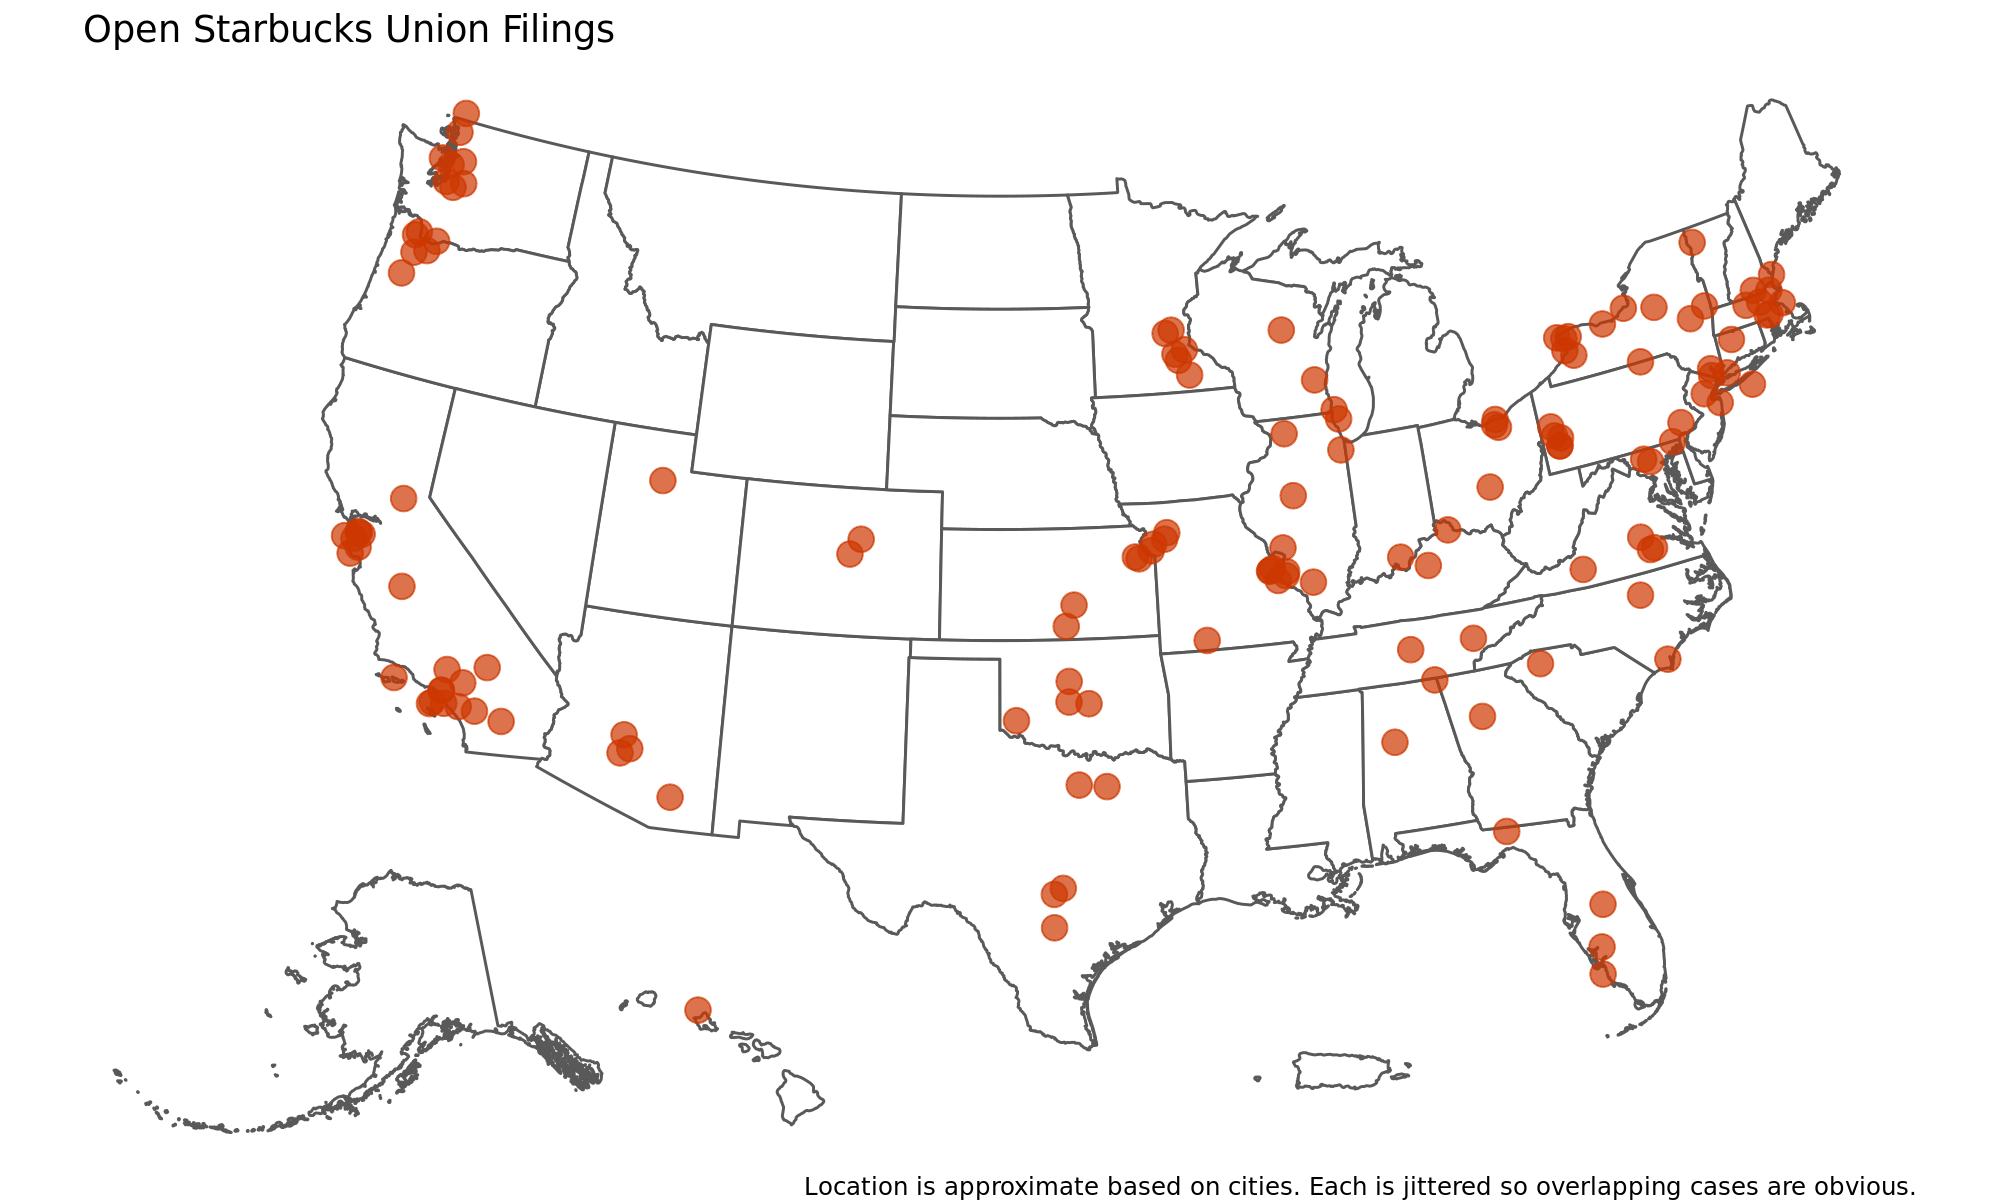 Open Starbucks Union Filings
Location is approximate based on cities. Each is jittered so overlapping cases are obvious.